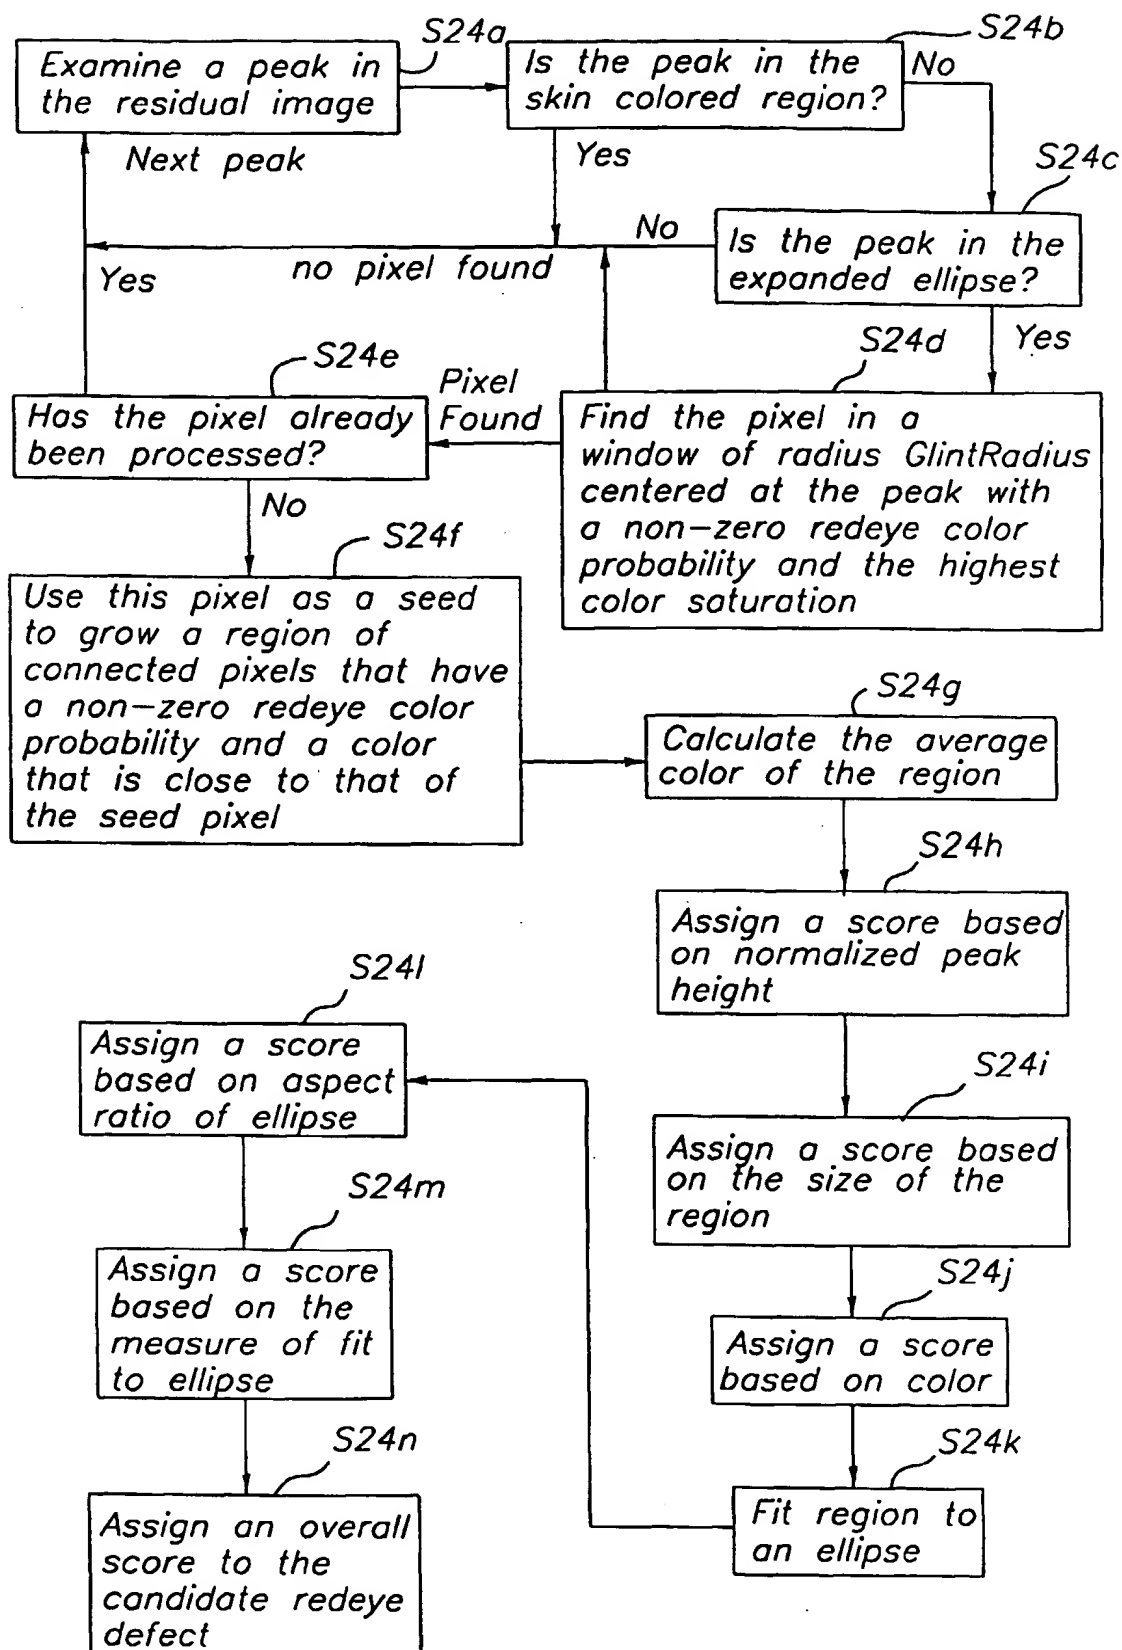 S24a
Examine a peak in
the residual image
S24b
Is the peak in the
skin colored region?
No
Next peak
Yes
S24c
Is the peak in the
expanded ellipse?
No
no pixel found
Yes
Yes
S24d
Find the pixel in a
window of radius GlintRadius
centered at the peak with
a non-zero redeye color
probability and the highest
color saturation
Pixel
Found
S24e
Has the pixel already
been processed?
No
S24f
Use this pixel as a seed
to grow a region of
connected pixels that have
a non-zero redeye color
probability and a color
that is close to that of
the seed pixel
S24g
Calculate the average
color of the region
S24h
Assign a score based
on normalized peak
height
S24i
Assign a score based
on the size of the
region
S24j
Assign a score
based on color
S24k
Fit region to
an ellipse
S24l
Assign a score
based on aspect
ratio of ellipse
S24m
Assign a score
based on the
measure of fit
to ellipse
S24n
Assign an overall
score to the
candidate redeye
defect